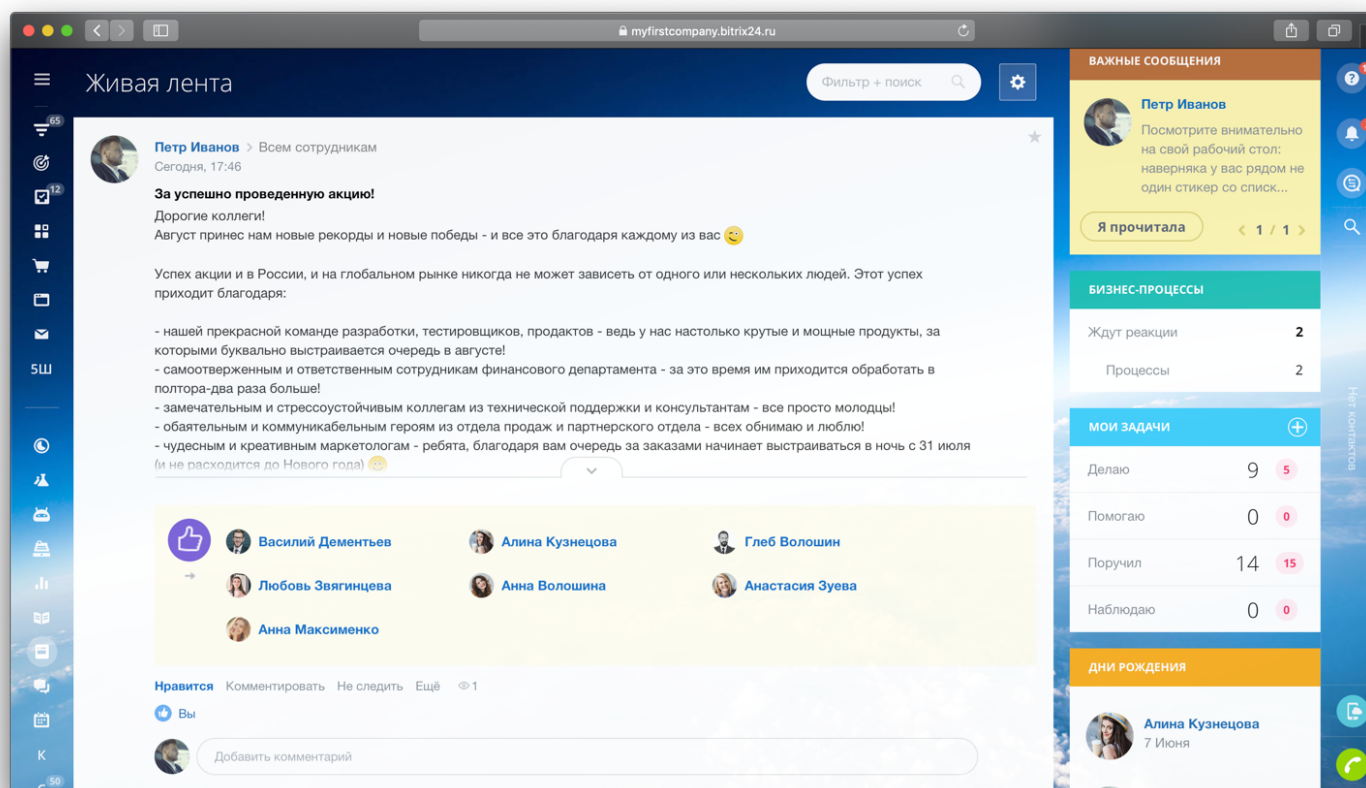 myfirstcompany.bitrix24.ru
Живая лента
Фильтр + поиск
65
12
5Ш
К
50
Петр Иванов > Всем сотрудникам
Сегодня, 17:46
За успешно проведенную акцию!
Дорогие коллеги!
Август принес нам новые рекорды и новые победы - и все это благодаря каждому из вас
Успех акции и в России, и на глобальном рынке никогда не может зависеть от одного или нескольких людей. Этот успех
приходит благодаря:
- нашей прекрасной команде разработки, тестировщиков, продактов - ведь у нас настолько крутые и мощные продукты, за
которыми буквально выстраивается очередь в августе!
- самоотверженным и ответственным сотрудникам финансового департамента - за это время им приходится обработать в
полтора-два раза больше!
- замечательным и стрессоустойчивым коллегам из технической поддержки и консультантам - все просто молодцы!
- обаятельным и коммуникабельным героям из отдела продаж и партнерского отдела - всех обнимаю и люблю!
- чудесным и креативным маркетологам - ребята, благодаря вам очередь за заказами начинает выстраиваться в ночь с 31 июля
(и не расходится до Нового года)
Василий Дементьев Алина Кузнецова Глеб Волошин
Любовь Звягинцева Анна Волошина Анастасия Зуева
Анна Максименко
Нравится Комментировать Не следить Ещё 1
Вы
Добавить комментарий
ВАЖНЫЕ СООБЩЕНИЯ
Петр Иванов
Посмотрите внимательно
на свой рабочий стол:
наверняка у вас рядом не
один стикер со списк...
Я прочитала < 1 / 1 >
БИЗНЕС-ПРОЦЕССЫ
Ждут реакции 2
Процессы 2
МОИ ЗАДАЧИ
Делаю 9 5
Помогаю 0 0
Поручил 14 15
Наблюдаю 0 0
ДНИ РОЖДЕНИЯ
Алина Кузнецова
7 Июня
Нет контактов